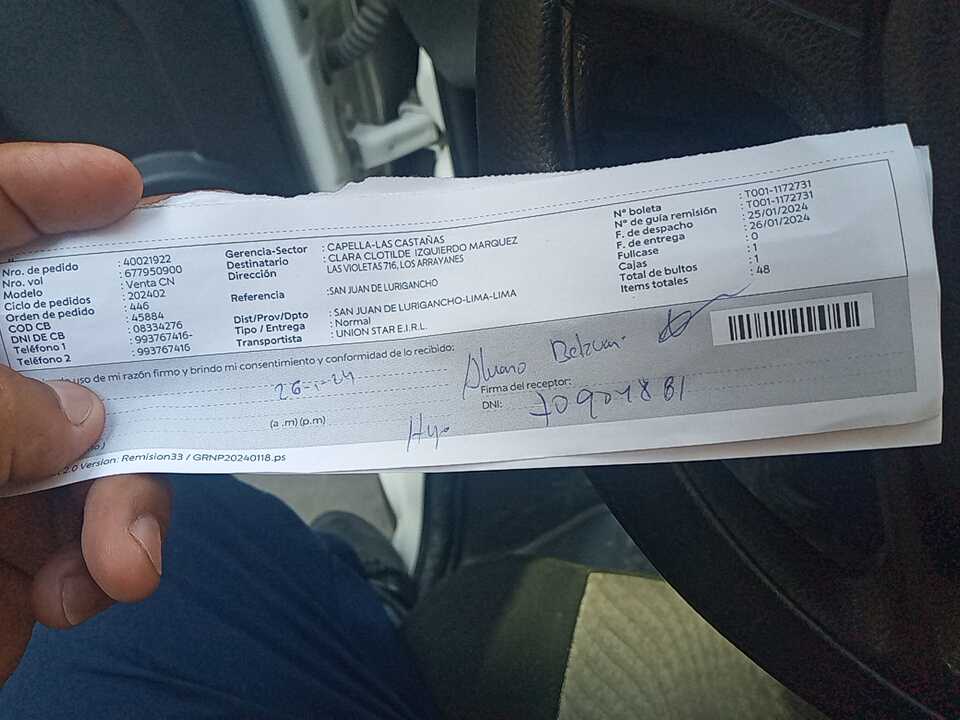 Nro. de pedido : 40021922
Nro. vol : 677950900
Modelo : Venta CN
Ciclo de pedidos : 202402
Orden de pedido : 446
COD CB : 45884
DNI DE CB : 08334276
Teléfono 1 : 993767416-
Teléfono 2 : 993767416
Gerencia-Sector : CAPELLA-LAS CASTAÑAS
Destinatario : CLARA CLOTILDE IZQUIERDO MARQUEZ
Dirección LAS VIOLETAS 716, LOS ARRAYANES
Referencia :SAN JUAN DE LURIGANCHO
Dist/Prov/Dpto : SAN JUAN DE LURIGANCHO-LIMA-LIMA
Tipo / Entrega : Normal
Transportista : UNION STAR E.I.R.L.
Nº boleta : T001-1172731
Nº de guía remisión : T001-1172731
F. de despacho : 25/01/2024
F. de entrega : 26/01/2024
Fullcase : 0
Cajas : 1
Total de bultos : 1
Items totales : 48
uso de mi razón firmo y brindo mi consentimiento y conformidad de lo recibido:
26-1-24
(a .m) (p.m)
Alvaro
Firma del receptor:
DNI:
Hijo
2.0 Version: Remision33 / GRNP20240118.ps